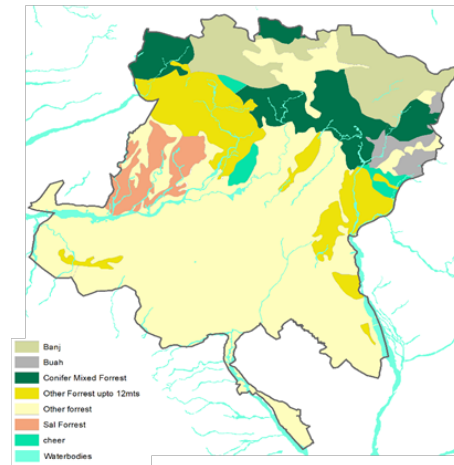 Banj
Buah
Conifer Mixed Forrest
Other Forrest upto 12mts
Other forrest
Sal Forrest
cheer
Waterbodies